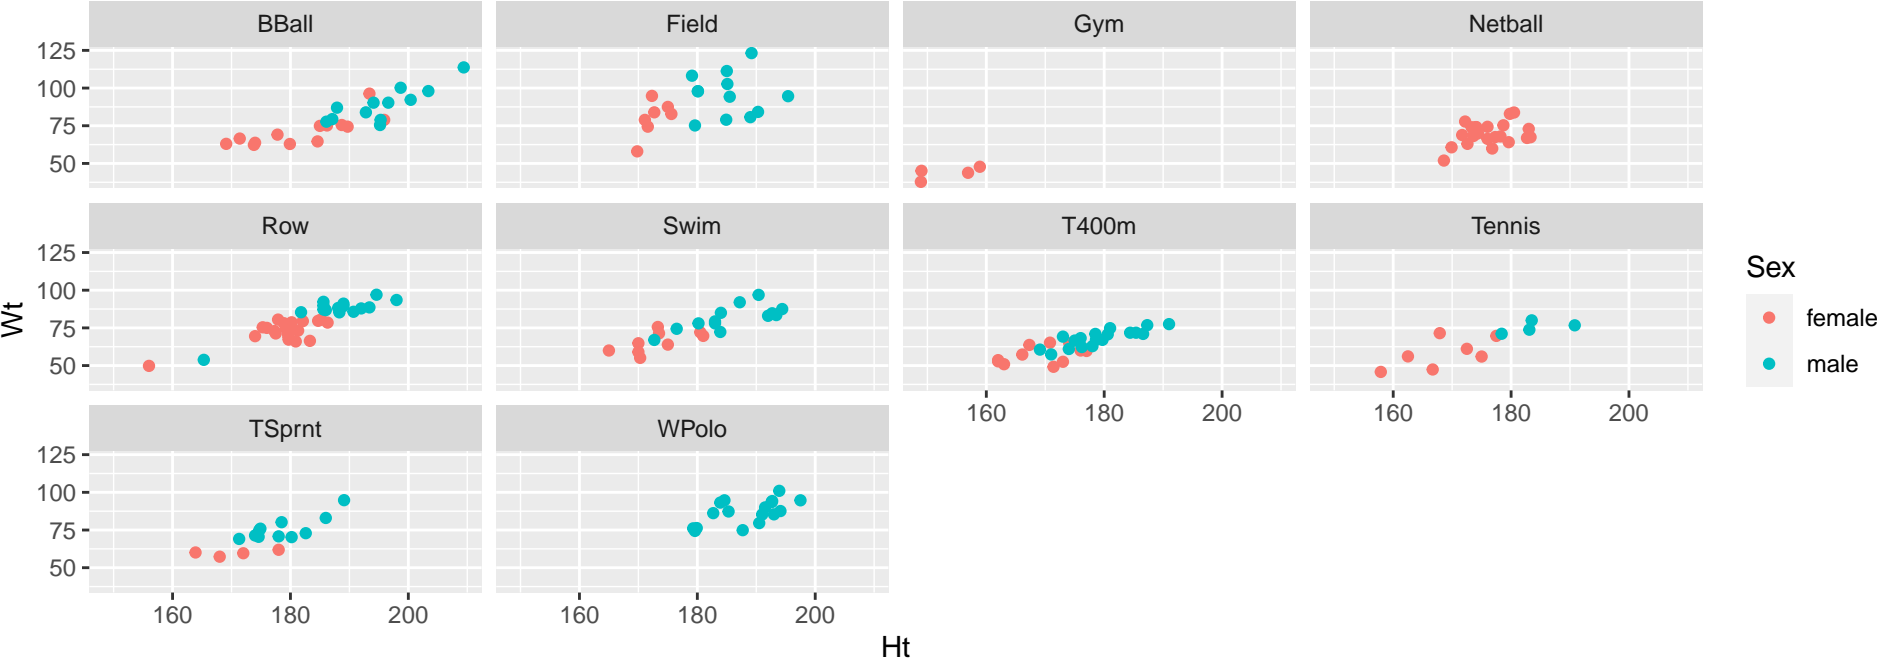 BBall Field Gym Netball
125
100
75
50
Row Swim T400m Tennis
125
100
75
50
160 180 200 160 180 200
TSprnt WPolo
125
100
75
50
160 180 200 160 180 200
Ht
Wt
Sex
female
male